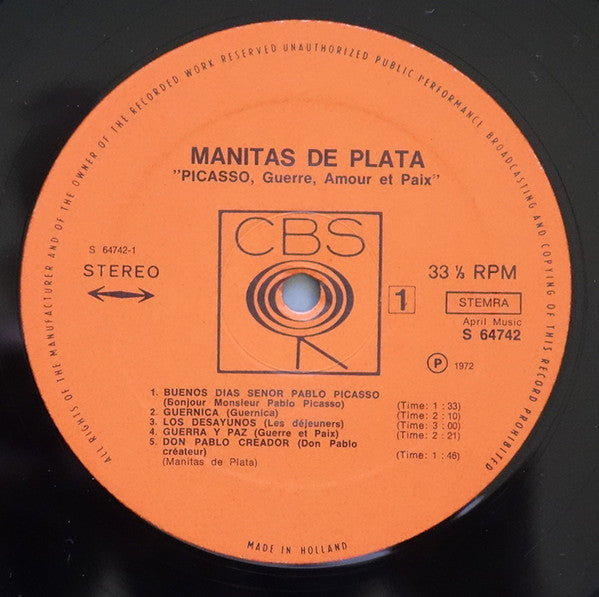 ALL RIGHTS OF THE MANUFACTURER AND OF THE OWNER OF THE RECORDED WORK RESERVED UNAUTHORIZED PUBLIC PERFORMANCE, BROADCASTING AND COPYING OF THIS RECORD PROHIBITED
MANITAS DE PLATA
"PICASSO, Guerre, Amour et Paix"
CBS
S 64742-1
STEREO
33 ⅓ RPM
1
STEMRA
April Music
S 64742
Ⓟ 1972
1. BUENOS DIAS SENOR PABLO PICASSO
(Bonjour Monsieur Pablo Picasso) (Time: 1 : 33)
2. GUERNICA (Guernica) (Time: 2 : 10)
3. LOS DESAYUNOS (Les déjeuners) (Time: 3 : 00)
4. GUERRA Y PAZ (Guerre et Paix) (Time: 2 : 21)
5. DON PABLO CREADOR (Don Pablo
créateur) (Time: 1 : 46)
(Manitas de Plata)
MADE IN HOLLAND